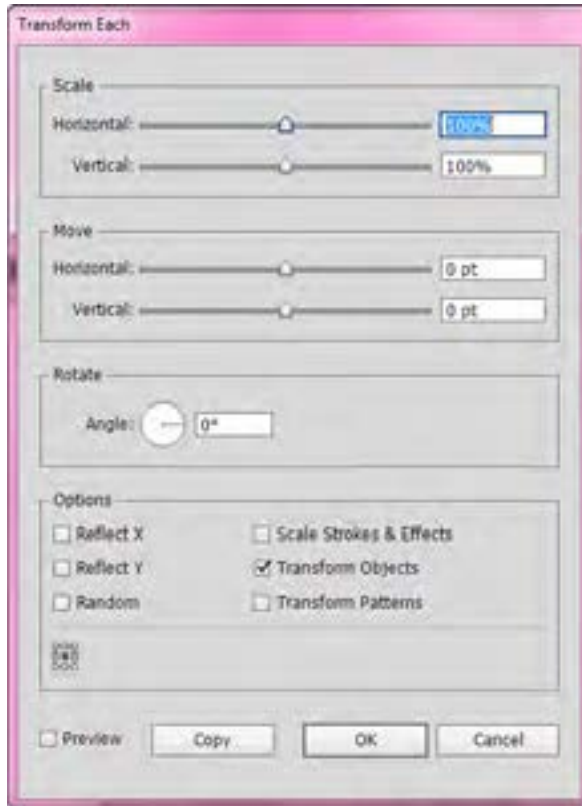 Transform Each
Scale
Horizontal: 100%
Vertical: 100%
Move
Horizontal: 0 pt
Vertical: 0 pt
Rotate
Angle: 0°
Options
Reflect X Scale Strokes & Effects
Reflect Y Transform Objects
Random Transform Patterns
Preview Copy OK Cancel